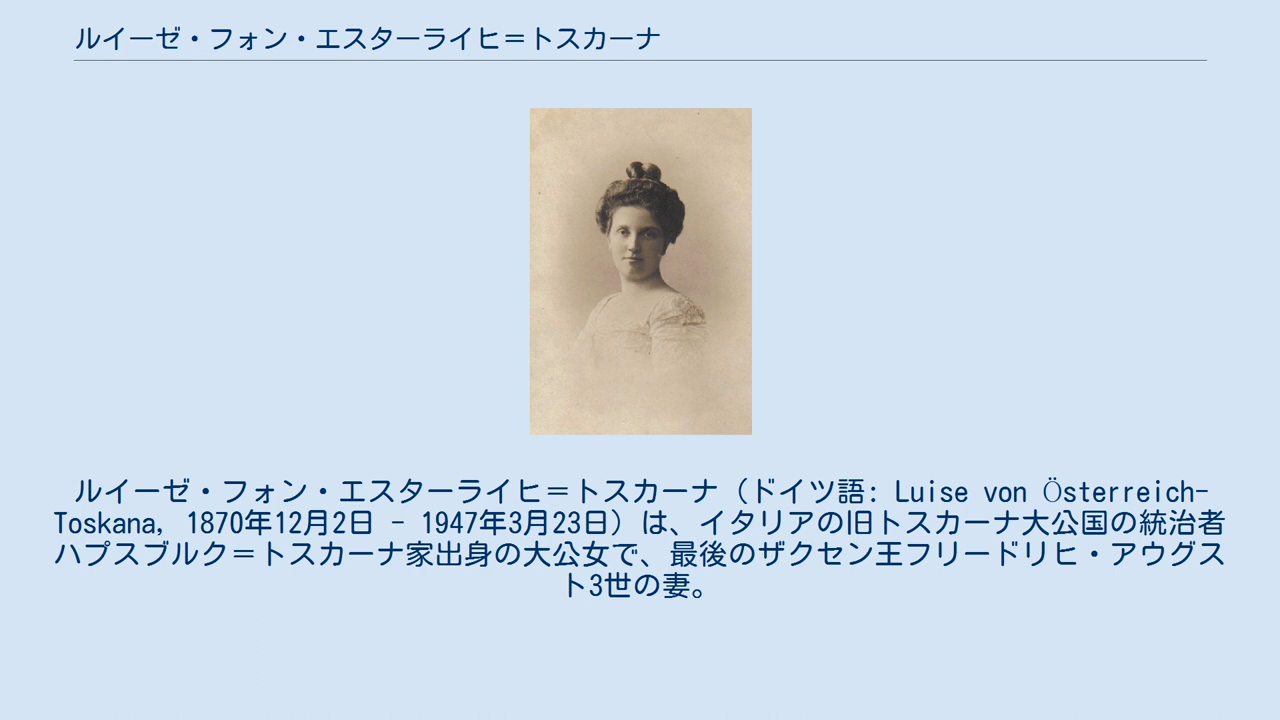 ルイーゼ・フォン・エスターライヒ＝トスカーナ
ルイーゼ・フォン・エスターライヒ＝トスカーナ（ドイツ語: Luise von Österreich-
Toskana, 1870年12月2日 - 1947年3月23日）は、イタリアの旧トスカーナ大公国の統治者
ハプスブルク＝トスカーナ家出身の大公女で、最後のザクセン王フリードリヒ・アウグス
ト3世の妻。